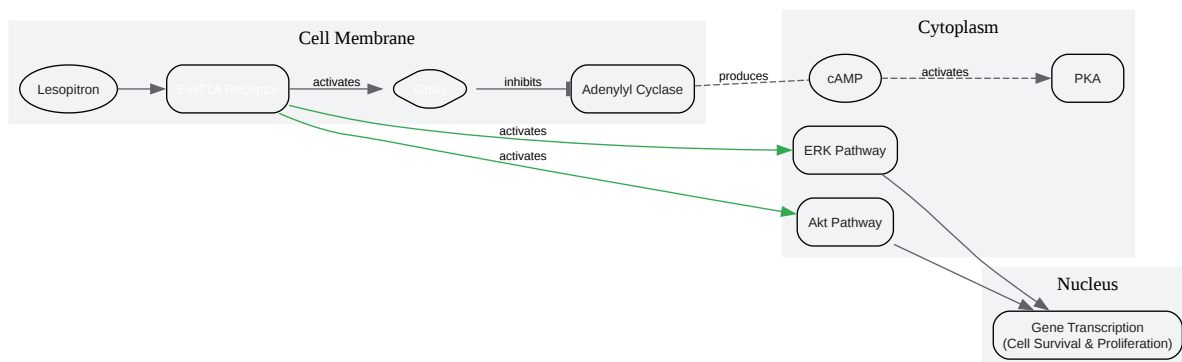 Cell Membrane
Cytoplasm
Lesopitron
5-HT1A Receptor
activates
Gαi/o
inhibits
Adenylyl Cyclase
produces
cAMP
activates
PKA
activates
ERK Pathway
activates
Akt Pathway
Nucleus
Gene Transcription
(Cell Survival & Proliferation)